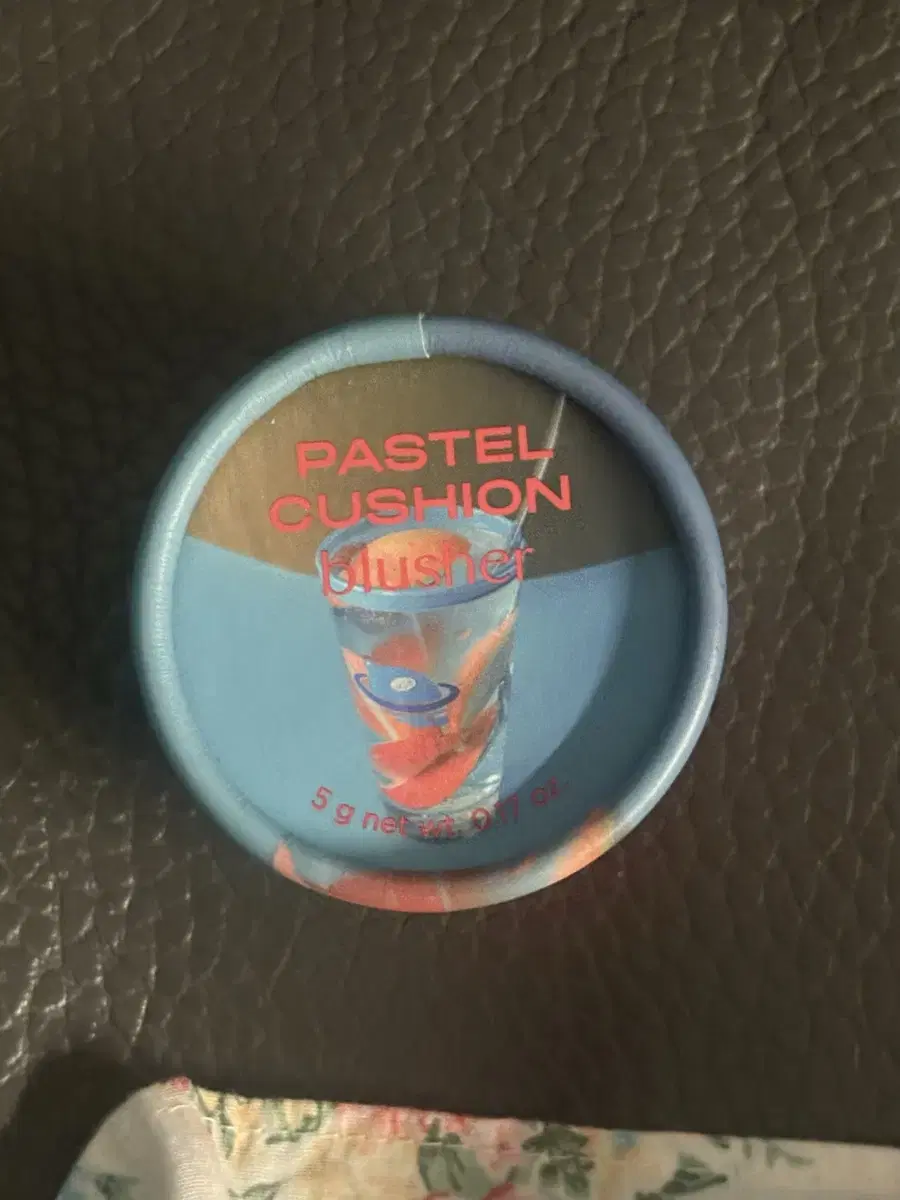 PASTEL
CUSHION
blusher
5 g net wt. 0.17 oz.